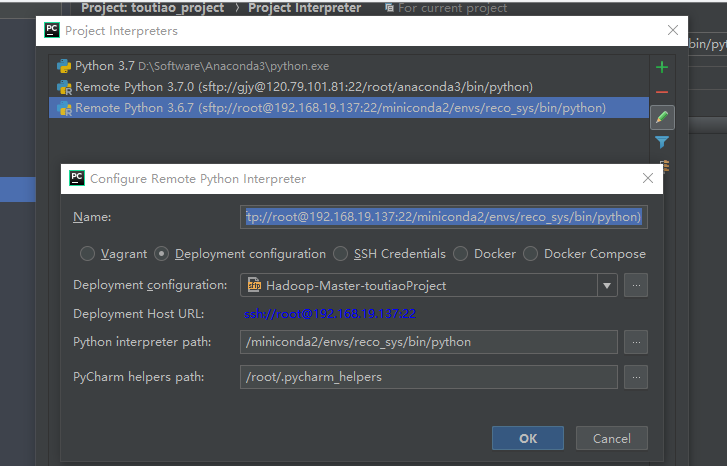 Project: toutiao_project > Project Interpreter For current project
PC Project Interpreters
bin/py
Python 3.7 D:\Software\Anaconda3\python.exe
Remote Python 3.7.0 (sftp://gjy@120.79.101.81:22/root/anaconda3/bin/python)
Remote Python 3.6.7 (sftp://root@192.168.19.137:22/miniconda2/envs/reco_sys/bin/python)
PC Configure Remote Python Interpreter
Name: tp://root@192.168.19.137:22/miniconda2/envs/reco_sys/bin/python)
Vagrant Deployment configuration SSH Credentials Docker Docker Compose
Deployment configuration: sftp Hadoop-Master-toutiaoProject ...
Deployment Host URL: ssh://root@192.168.19.137:22
Python interpreter path: /miniconda2/envs/reco_sys/bin/python ...
PyCharm helpers path: /root/.pycharm_helpers ...
OK Cancel